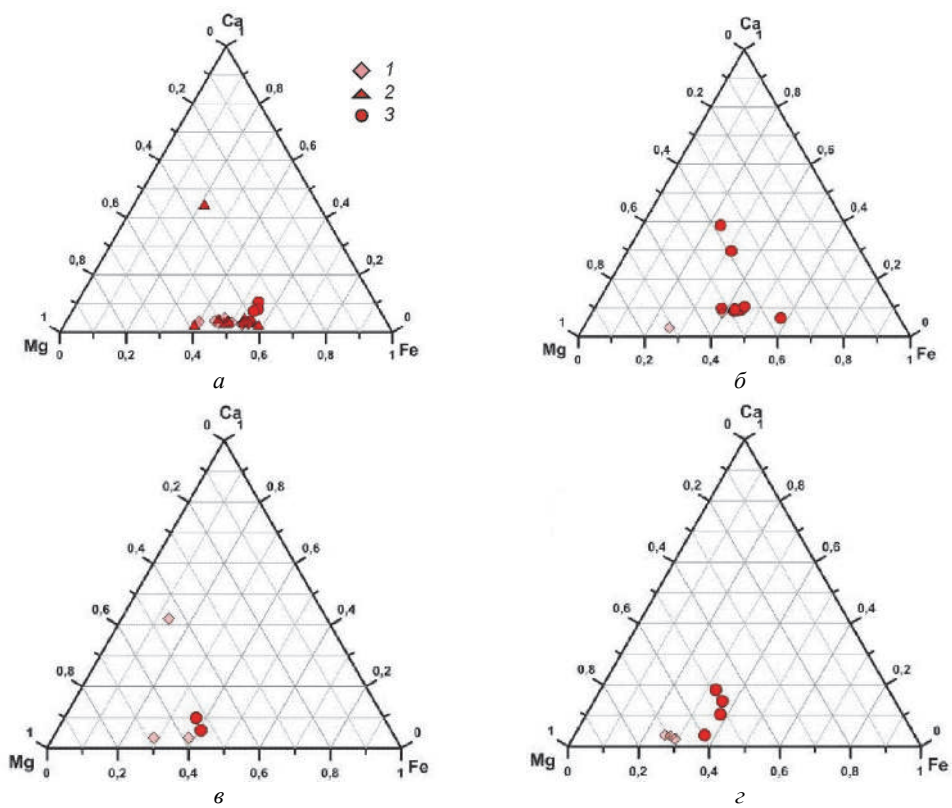 Ca Ca
0 1 0 1
1
2
3
0,2 0,8 0,2 0,8
0,4 0,6 0,4 0,6
0,6 0,4 0,6 0,4
0,8 0,2 0,8 0,2
1 0 1 0
Mg 0 0,2 0,4 0,6 0,8 1 Fe Mg 0 0,2 0,4 0,6 0,8 1 Fe
а б
Ca Ca
0 1 0 1
0,2 0,8 0,2 0,8
0,4 0,6 0,4 0,6
0,6 0,4 0,6 0,4
0,8 0,2 0,8 0,2
1 0 1 0
Mg 0 0,2 0,4 0,6 0,8 1 Fe Mg 0 0,2 0,4 0,6 0,8 1 Fe
в г